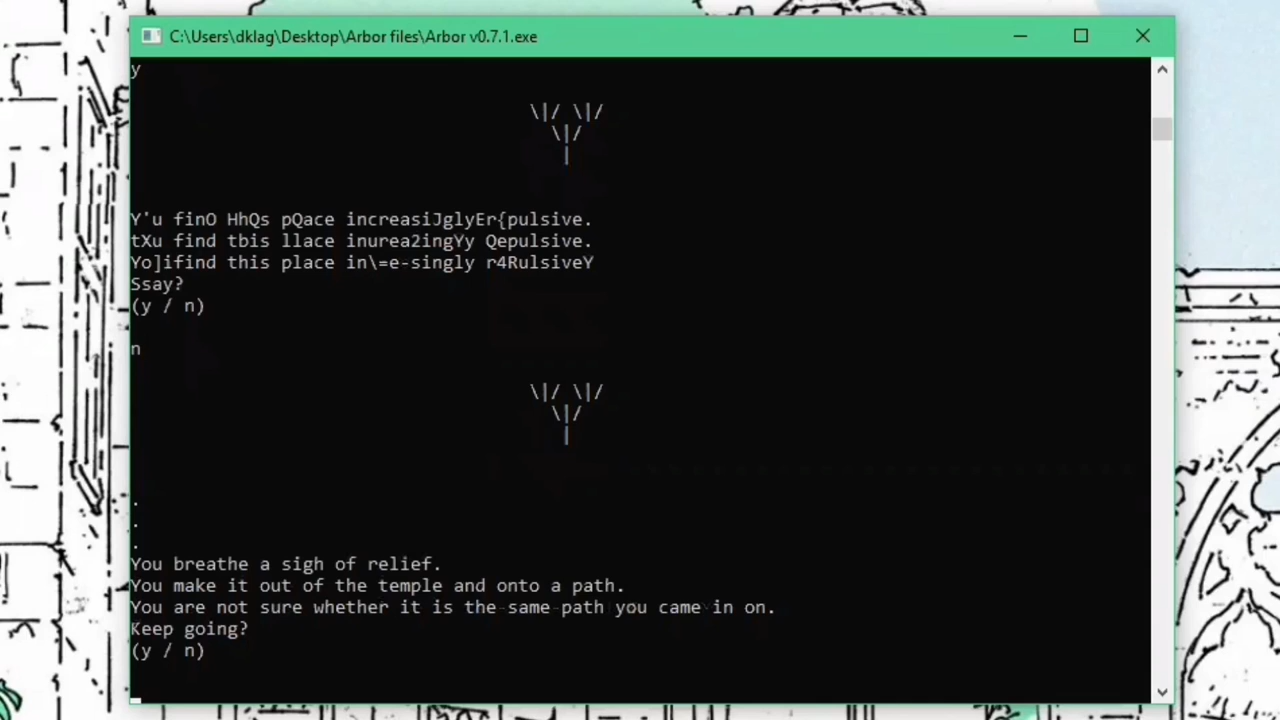 C:\Users\dklag\Desktop\Arbor files\Arbor v0.7.1.exe
y
\|/ \|/
\|/
|
Y'u finO HhQs pQace increasiJglyEr{pulsive.
tXu find tbis llace inurea2ingYy Qepulsive.
Yo]ifind this place in\=e-singly r4RulsiveY
Ssay?
(y / n)
n
\|/ \|/
\|/
|
.
.
.
You breathe a sigh of relief.
You make it out of the temple and onto a path.
You are not sure whether it is the same path you came in on.
Keep going?
(y / n)